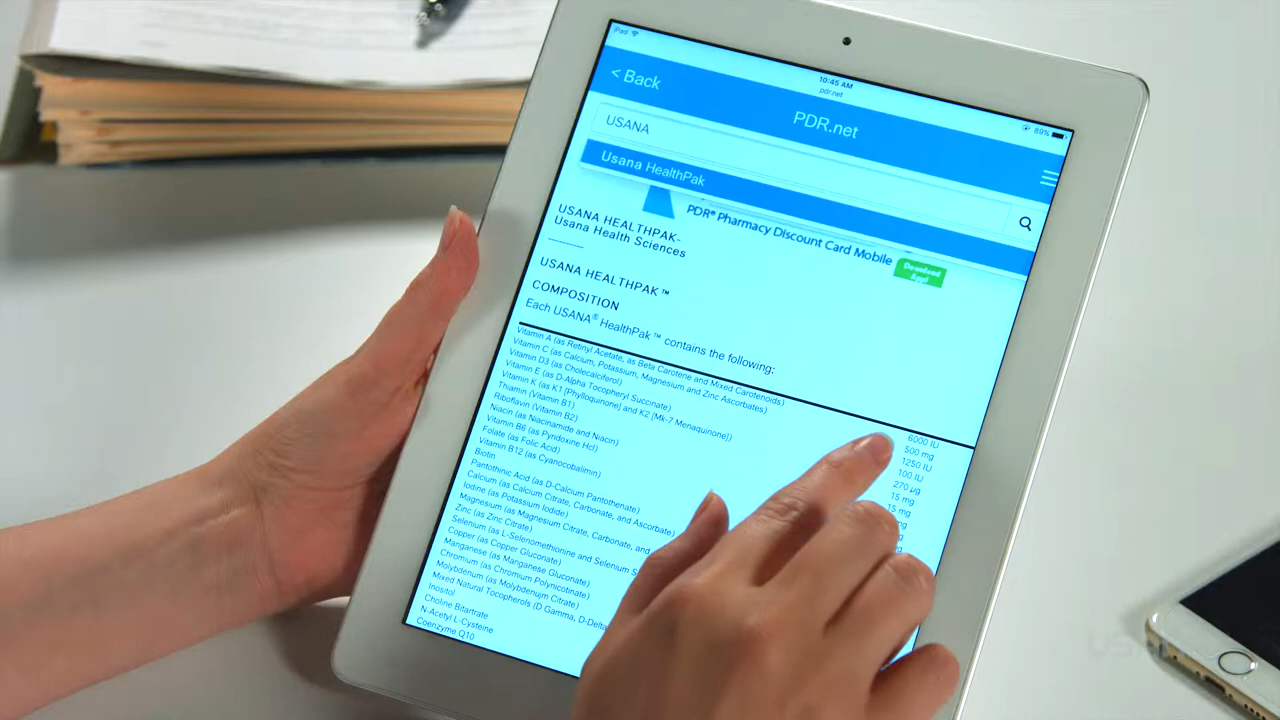 iPad
10:45 AM
pdr.net
89%
< Back
PDR.net
USANA
Usana HealthPak
PDR® Pharmacy Discount Card Mobile
Download App!
USANA HEALTHPAK-
Usana Health Sciences
USANA HEALTHPAK™
COMPOSITION
Each USANA® HealthPak™ contains the following:
Vitamin A (as Retinyl Acetate, as Beta Carotene and Mixed Carotenoids) 6000 IU
Vitamin C (as Calcium, Potassium, Magnesium and Zinc Ascorbates) 500 mg
Vitamin D3 (as Cholecalciferol) 1250 IU
Vitamin E (as D-Alpha Tocopheryl Succinate) 100 IU
Vitamin K (as K1 [Phylloquinone] and K2 [Mk-7 Menaquinone]) 270 µg
Thiamin (Vitamin B1) 15 mg
Riboflavin (Vitamin B2) 15 mg
Niacin (as Niacinamide and Niacin)
Vitamin B6 (as Pyridoxine Hcl)
Folate (as Folic Acid)
Vitamin B12 (as Cyanocobalimin)
Biotin
Pantothinic Acid (as D-Calcium Pantothenate)
Calcium (as Calcium Citrate, Carbonate, and Ascorbate)
Iodine (as Potassium Iodide)
Magnesium (as Magnesium Citrate, Carbonate, and
Zinc (as Zinc Citrate)
Selenium (as L-Selenomethionine and Selenium S
Copper (as Copper Gluconate)
Manganese (as Manganese Gluconate)
Chromium (as Chromium Polynicotinate)
Molybdenum (as Molybdenujm Citrate)
Mixed Natural Tocopherols (D Gamma, D-Delta
Inositol
Choline Bitartrate
N-Acetyl L-Cysteine
Coenzyme Q10